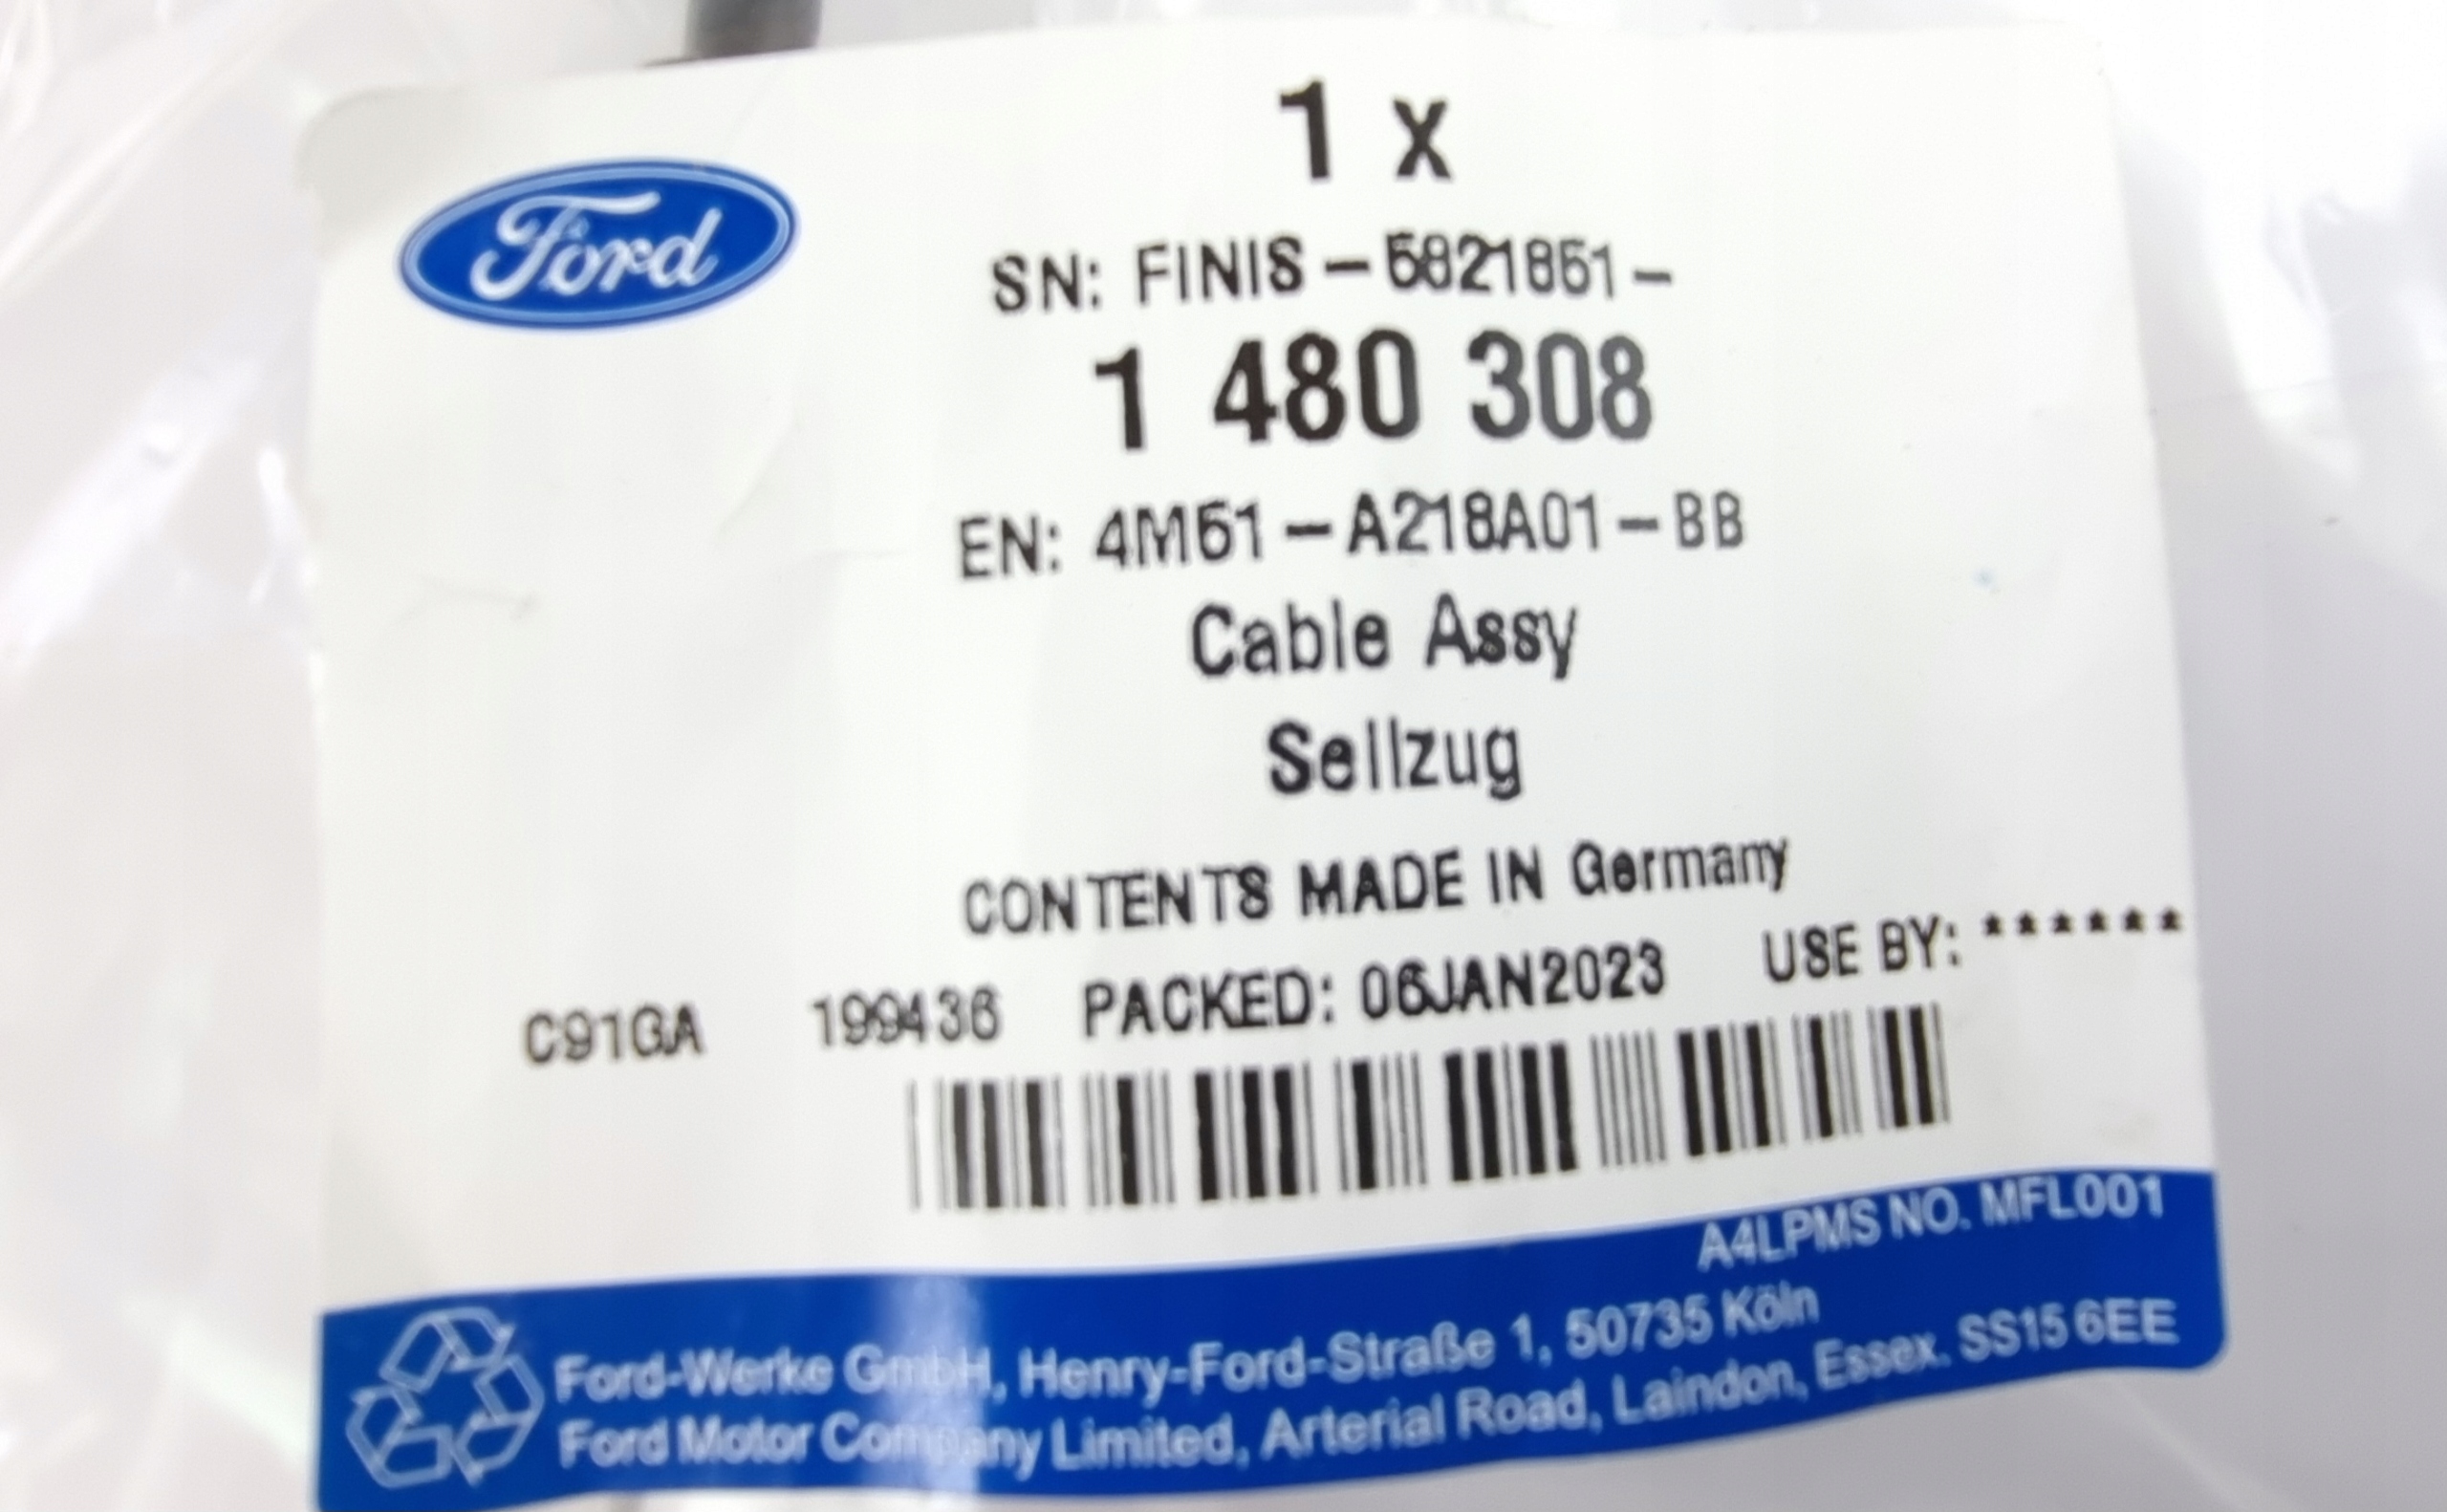 Ford
1 x
SN: FINIS-5821851-
1 480 308
EN: 4M51-A218A01-BB
Cable Assy
Seilzug
CONTENTS MADE IN Germany
C91GA 199436 PACKED: 06JAN2023 USE BY: ******
A4LPMS NO. MFL001
Ford-Werke GmbH, Henry-Ford-Straße 1, 50735 Köln
Ford Motor Company Limited, Arterial Road, Laindon, Essex. SS15 6EE